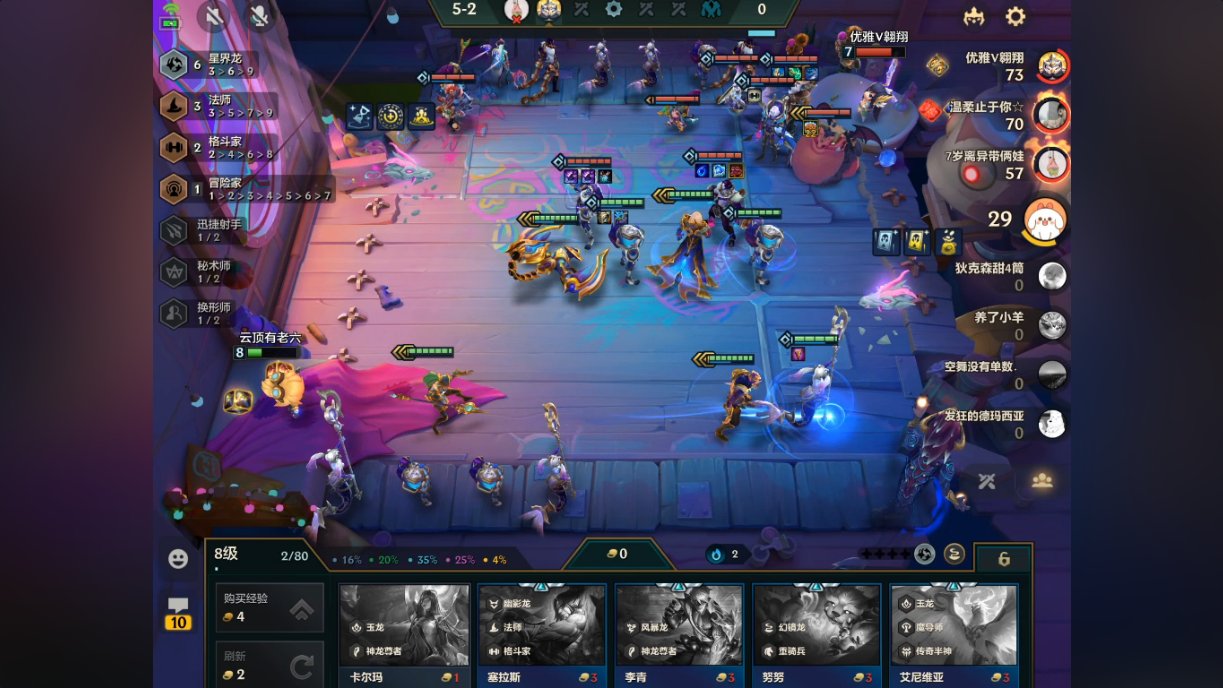 5-2
0
优雅V翱翔
7
6
星界龙
3 > 6 > 9
3
法师
3 > 5 > 7 > 9
2
格斗家
2 > 4 > 6 > 8
1
冒险家
1 > 2 > 3 > 4 > 5 > 6 > 7
迅捷射手
1 / 2
秘术师
1 / 2
换形师
1 / 2
云顶有老六
8
优雅V翱翔
73
温柔止于你☆
70
7岁离异带俩娃
57
29
狄克森甜4筒
0
养了小羊
0
空舞没有单数.
0
发狂的德玛西亚
0
8级
2/80
16%
20%
35%
25%
4%
0
2
10
购买经验
4
刷新
2
玉龙
神龙尊者
卡尔玛
1
幽影龙
法师
格斗家
塞拉斯
3
风暴龙
神龙尊者
李青
3
幻镜龙
重骑兵
努努
3
玉龙
魔导师
传奇半神
艾尼维亚
3